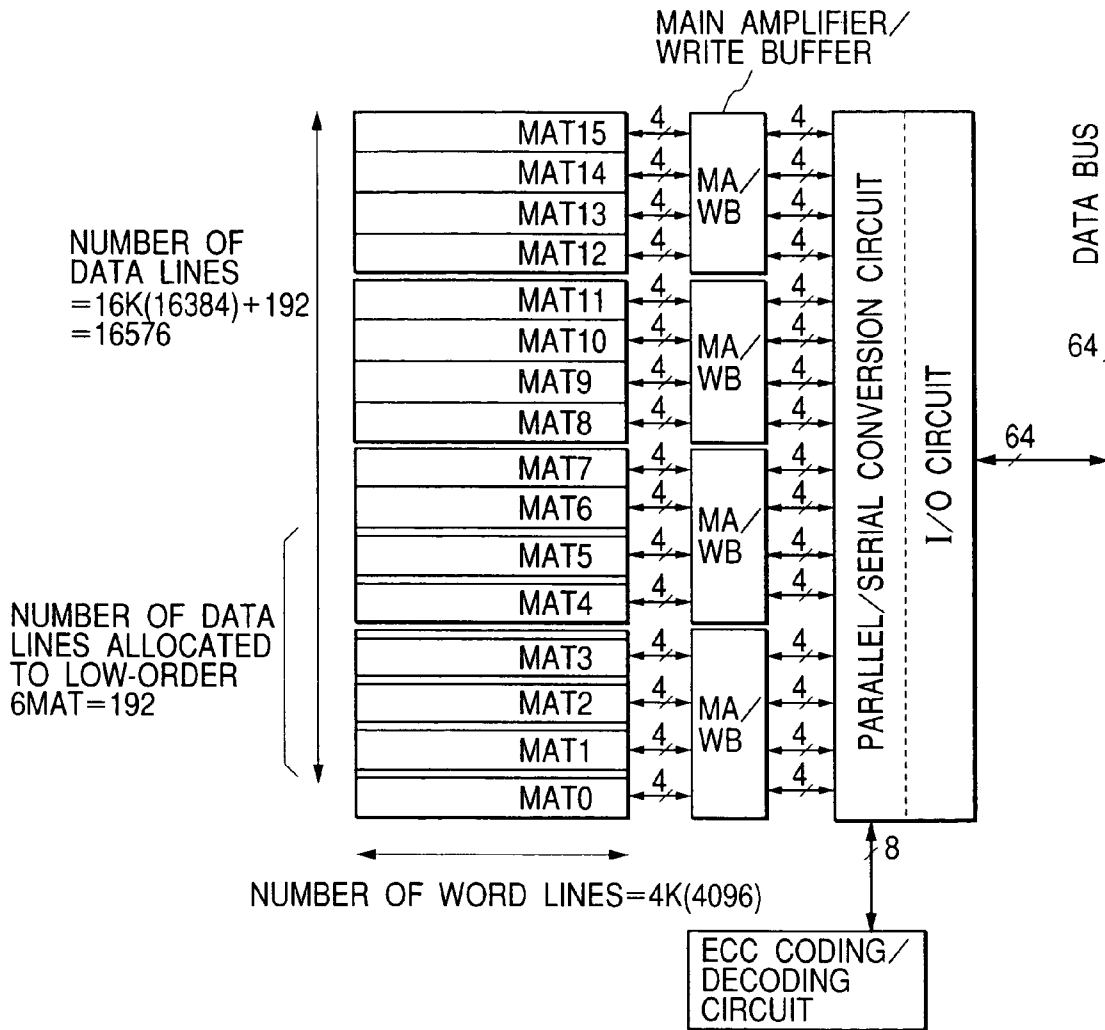 MAIN AMPLIFIER/
WRITE BUFFER
NUMBER OF
DATA LINES
=16K(16384)+192
=16576
NUMBER OF DATA
LINES ALLOCATED
TO LOW-ORDER
6MAT=192
MAT15 4 4
MAT14 4 4
MAT13 4 4
MAT12 4 4
MA/
WB
MAT11 4 4
MAT10 4 4
MAT9 4 4
MAT8 4 4
MA/
WB
MAT7 4 4
MAT6 4 4
MAT5 4 4
MAT4 4 4
MA/
WB
MAT3 4 4
MAT2 4 4
MAT1 4 4
MAT0 4 4
MA/
WB
PARALLEL/SERIAL CONVERSION CIRCUIT
I/O CIRCUIT
DATA BUS
64
64
8
NUMBER OF WORD LINES=4K(4096)
ECC CODING/
DECODING
CIRCUIT